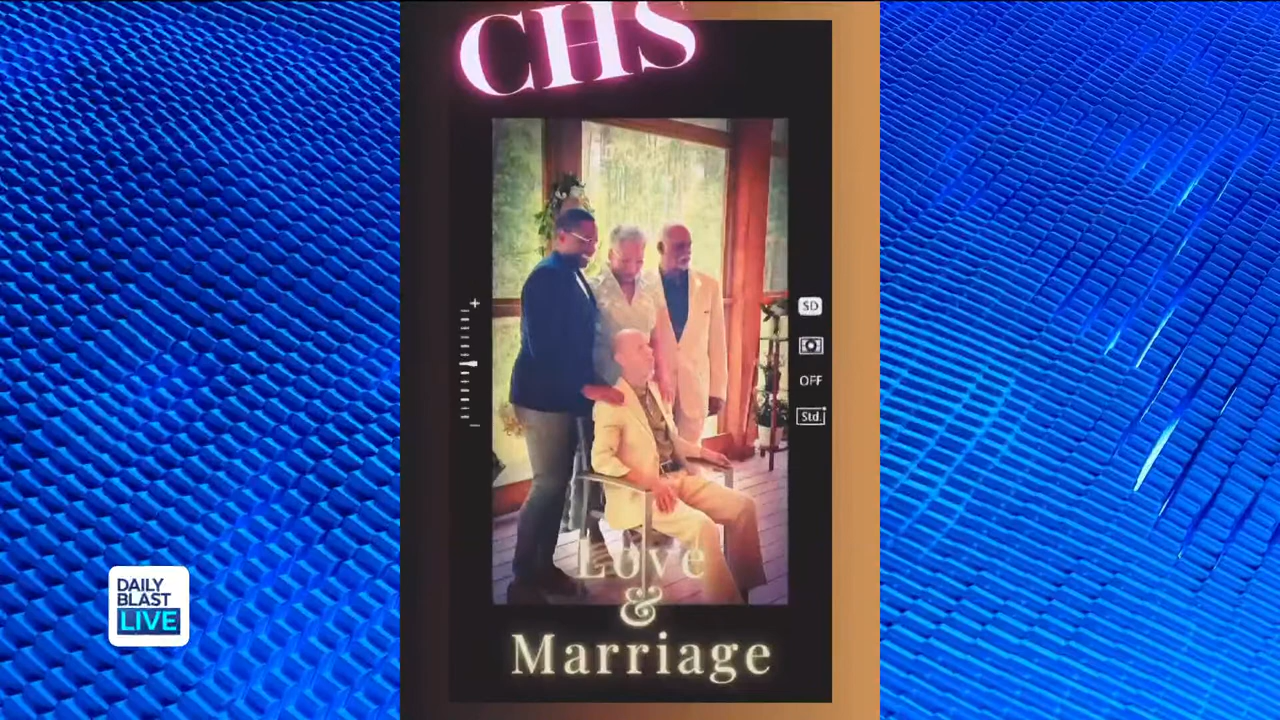 CHS
+
SD
OFF
Std.
Love
&
Marriage
DAILY
BLAST
LIVE